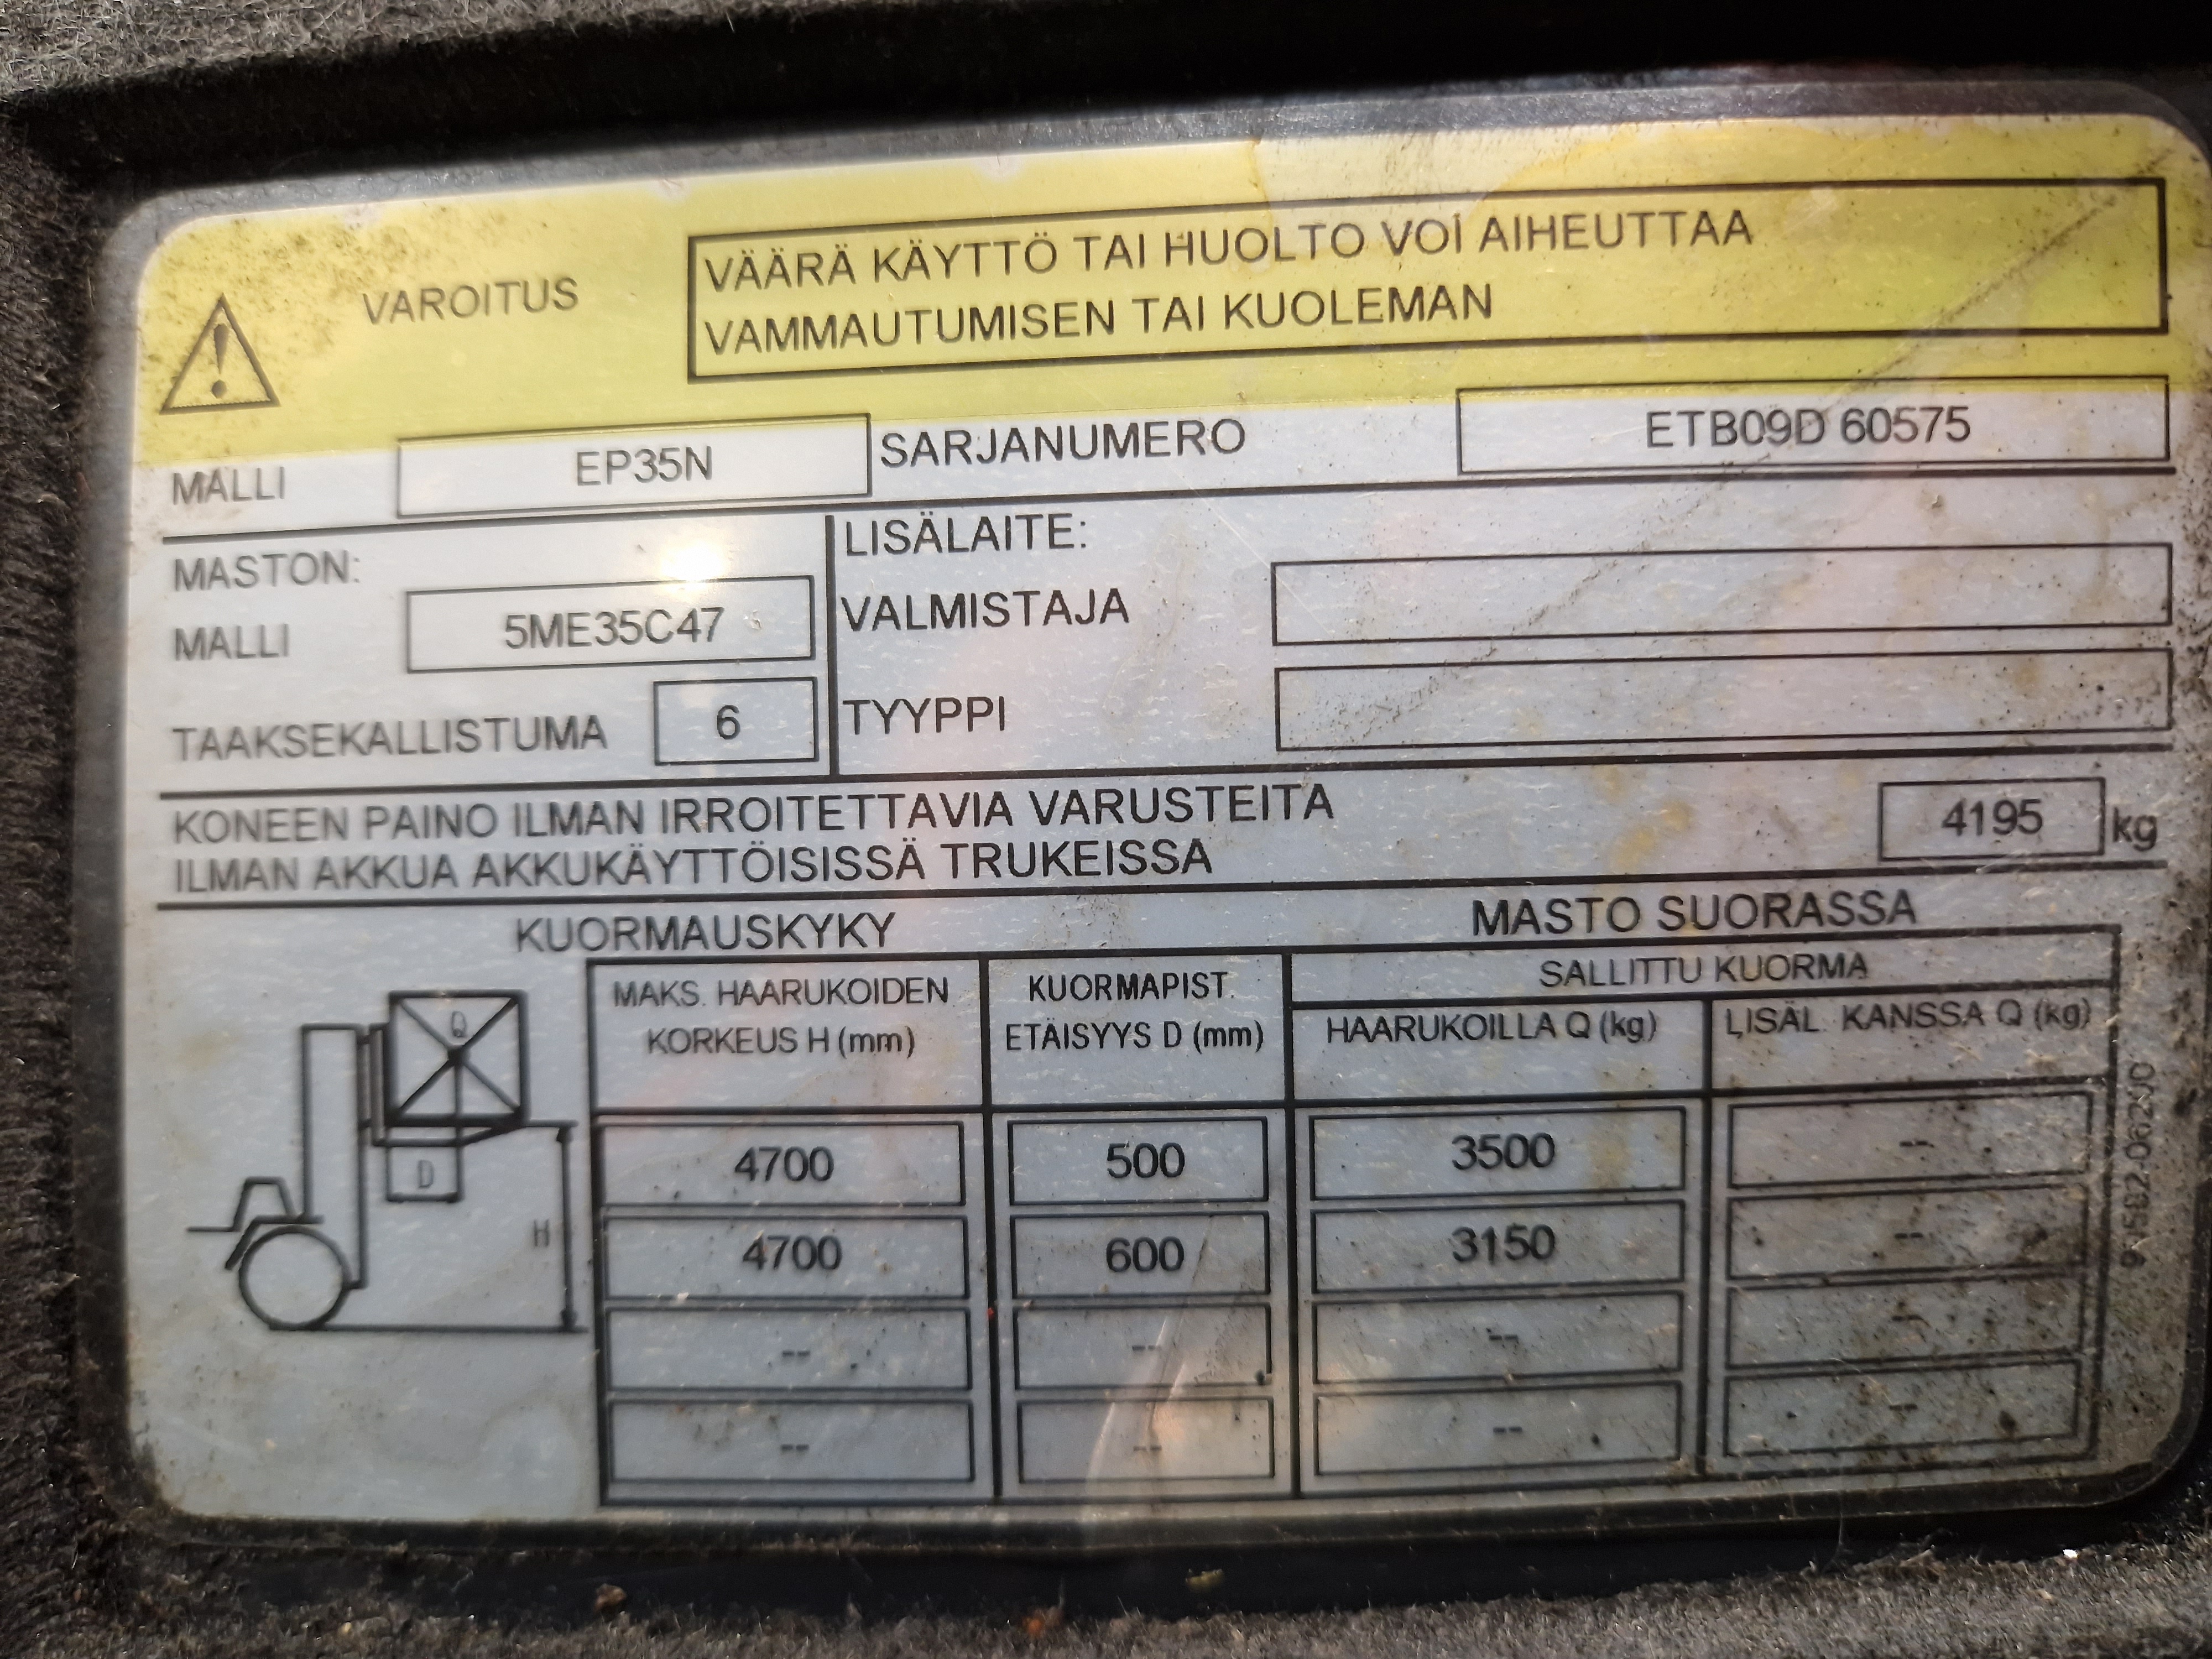 VAROITUS
VÄÄRÄ KÄYTTÖ TAI HUOLTO VOI AIHEUTTAA
VAMMAUTUMISEN TAI KUOLEMAN
MALLI EP35N SARJANUMERO ETB09D 60575
MASTON:
MALLI 5ME35C47
TAAKSEKALLISTUMA 6
LISÄLAITE:
VALMISTAJA
TYYPPI
KONEEN PAINO ILMAN IRROITETTAVIA VARUSTEITA
ILMAN AKKUA AKKUKÄYTTÖISISSÄ TRUKEISSA
4195 kg
KUORMAUSKYKY MASTO SUORASSA
Q
D
H
MAKS. HAARUKOIDEN
KORKEUS H (mm)
KUORMAPIST.
ETÄISYYS D (mm)
SALLITTU KUORMA
HAARUKOILLA Q (kg) LISÄL. KANSSA Q (kg)
4700 500 3500 --
4700 600 3150 --
-- -- -- --
-- -- -- --